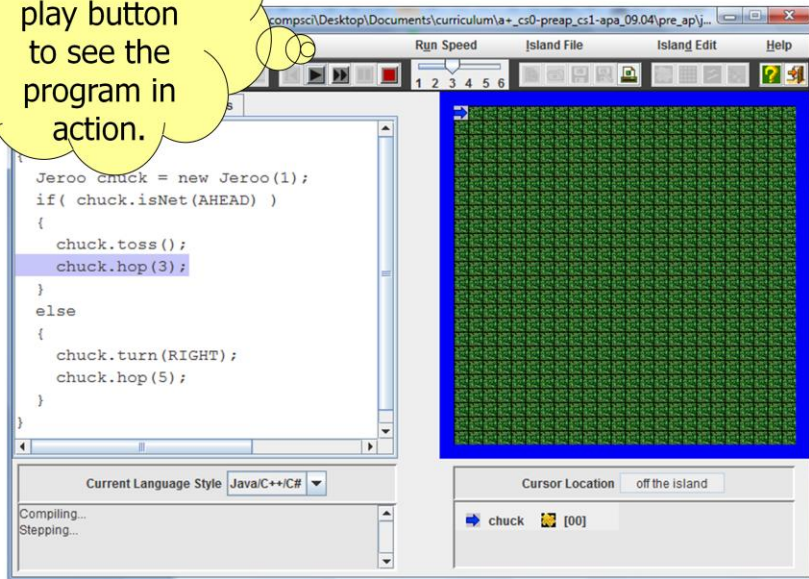 play button
to see the
program in
action.
compsci\Desktop\Documents\curriculum\a+_cs0-preap_cs1-apa_09.04\pre_ap\j...
Run Speed Island File Island Edit Help
1 2 3 4 5 6
s
{
Jeroo chuck = new Jeroo(1);
if( chuck.isNet(AHEAD) )
{
chuck.toss();
chuck.hop(3);
}
else
{
chuck.turn(RIGHT);
chuck.hop(5);
}
}
Current Language Style Java/C++/C#
Cursor Location off the island
Compiling...
Stepping...
chuck [00]